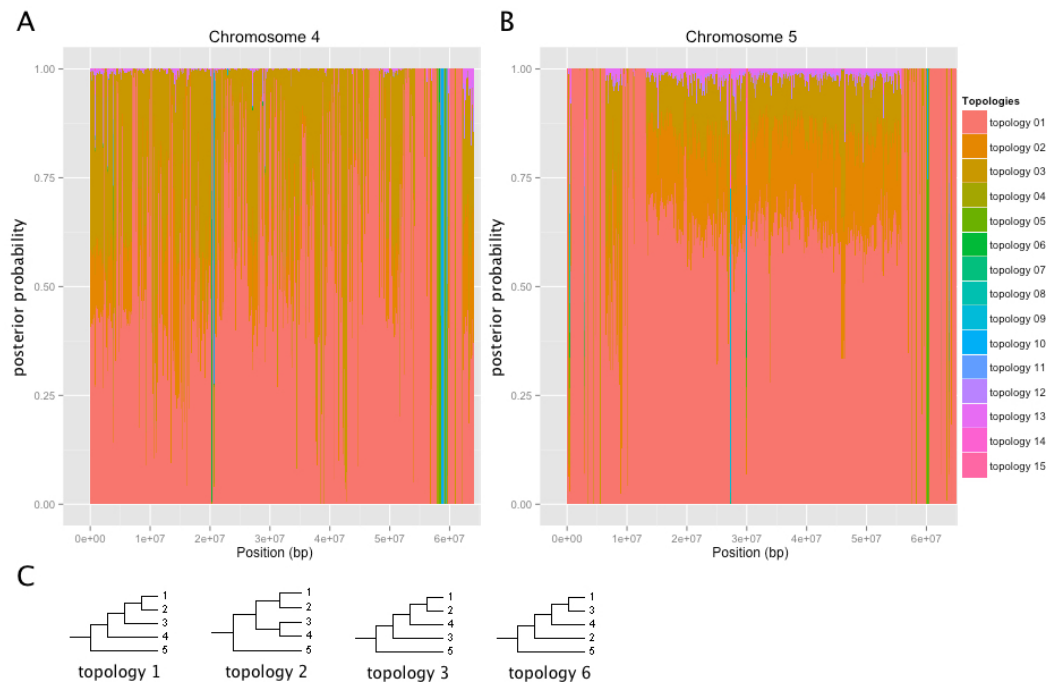 A
Chromosome 4
posterior probability
1.00
0.75
0.50
0.25
0.00
0e+00 1e+07 2e+07 3e+07 4e+07 5e+07 6e+07
Position (bp)
B
Chromosome 5
posterior probability
1.00
0.75
0.50
0.25
0.00
0e+00 1e+07 2e+07 3e+07 4e+07 5e+07 6e+07
Position (bp)
Topologies
topology 01
topology 02
topology 03
topology 04
topology 05
topology 06
topology 07
topology 08
topology 09
topology 10
topology 11
topology 12
topology 13
topology 14
topology 15
C
1
2
3
4
5
topology 1
1
2
3
4
5
topology 2
1
2
4
3
5
topology 3
1
3
4
2
5
topology 6